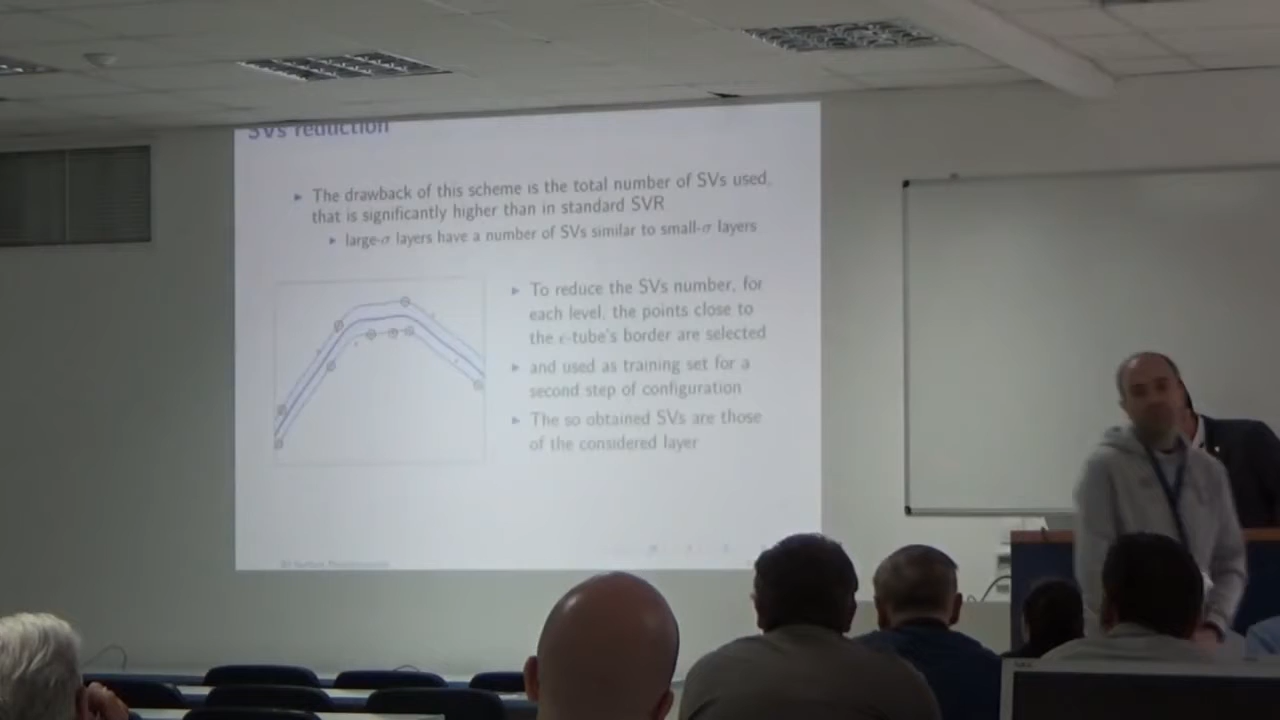 SVs reduction
▸ The drawback of this scheme is the total number of SVs used,
that is significantly higher than in standard SVR
▸ large-σ layers have a number of SVs similar to small-σ layers
▸ To reduce the SVs number, for
each level, the points close to
the ϵ-tube's border are selected
▸ and used as training set for a
second step of configuration
▸ The so obtained SVs are those
of the considered layer
NEC